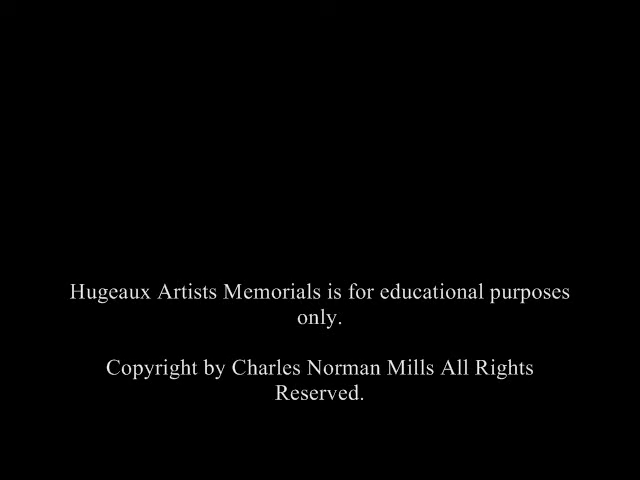 Hugeaux Artists Memorials is for educational purposes
only.
Copyright by Charles Norman Mills All Rights
Reserved.